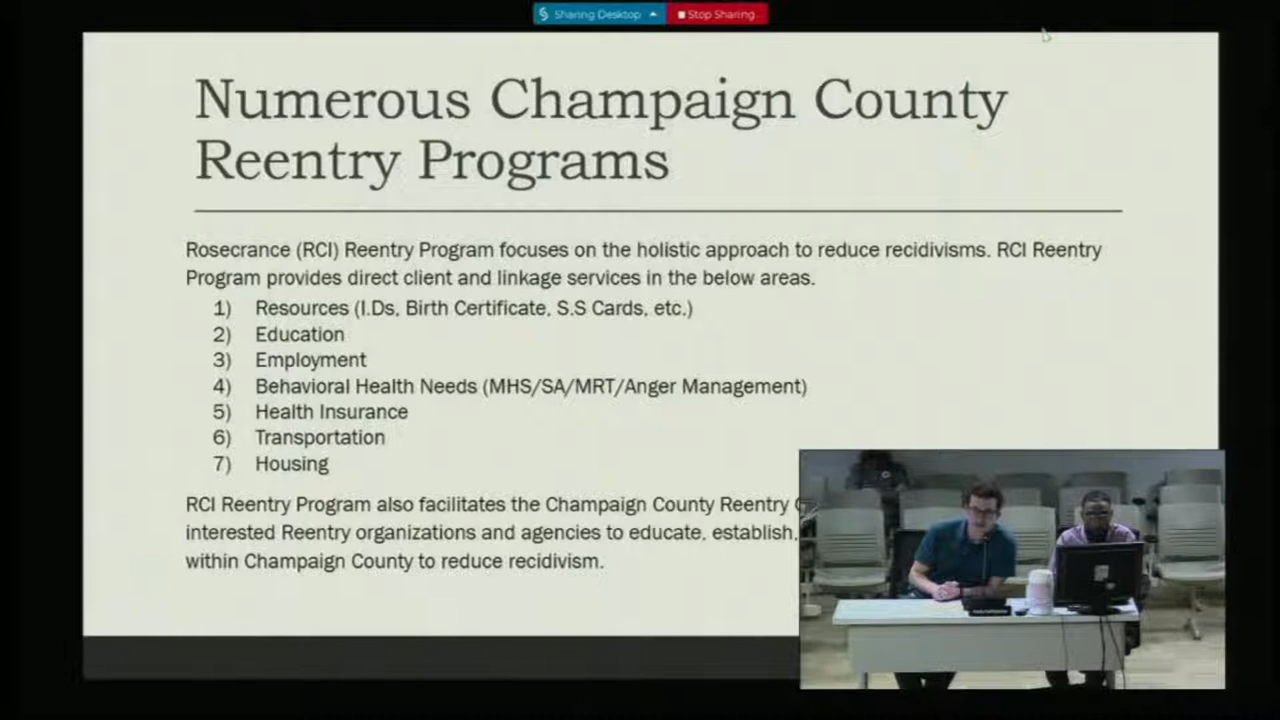 Sharing Desktop
Stop Sharing
Numerous Champaign County
Reentry Programs
Rosecrance (RCI) Reentry Program focuses on the holistic approach to reduce recidivisms. RCI Reentry
Program provides direct client and linkage services in the below areas.
1) Resources (I.Ds, Birth Certificate, S.S Cards, etc.)
2) Education
3) Employment
4) Behavioral Health Needs (MHS/SA/MRT/Anger Management)
5) Health Insurance
6) Transportation
7) Housing
RCI Reentry Program also facilitates the Champaign County Reentry
interested Reentry organizations and agencies to educate, establish,
within Champaign County to reduce recidivism.